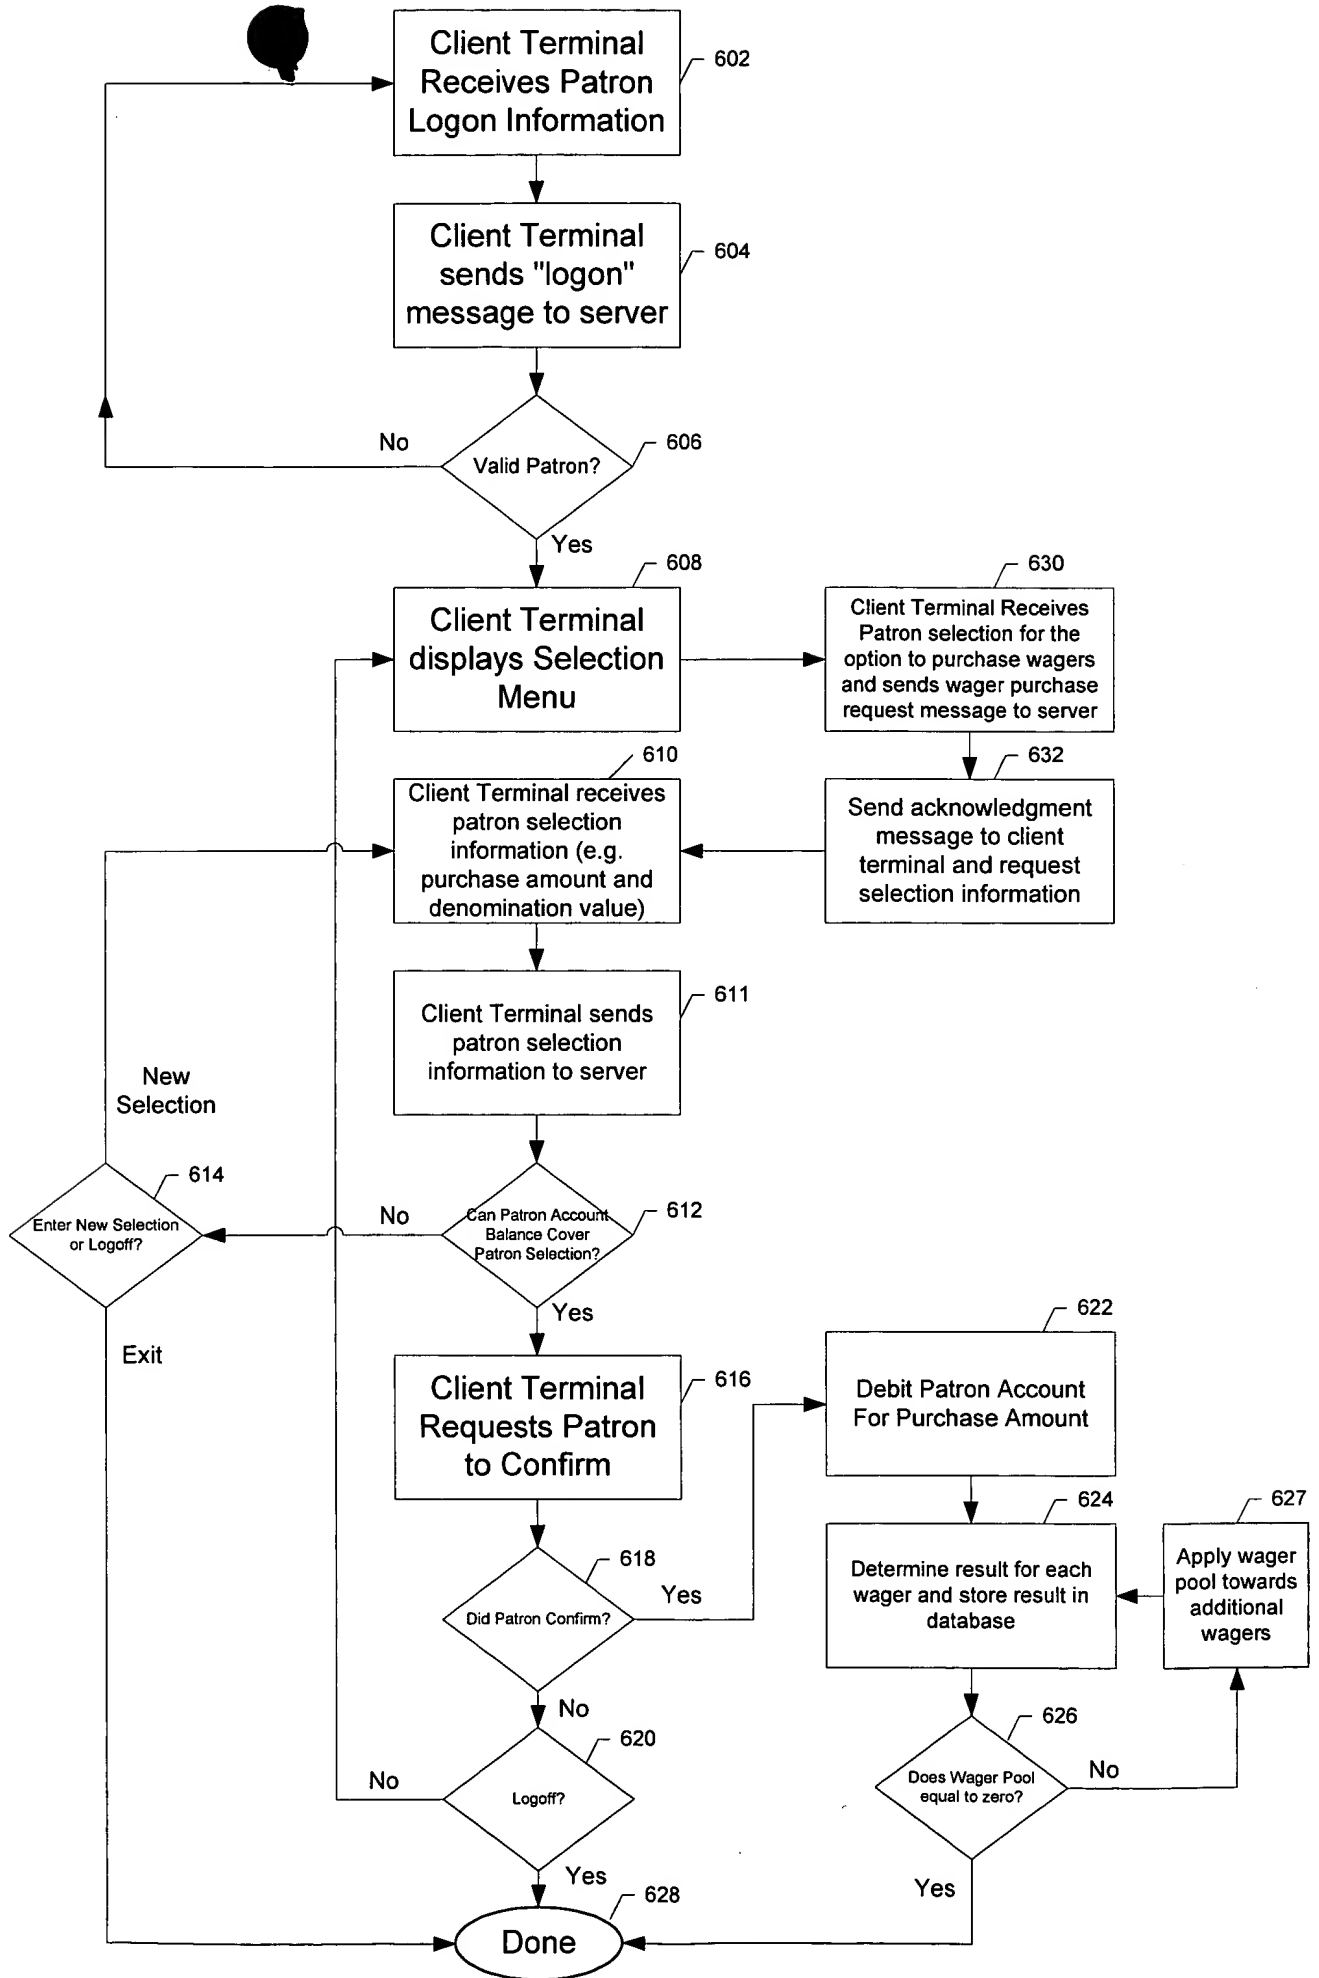 Client Terminal
Receives Patron
Logon Information
602
Client Terminal
sends "logon"
message to server
604
Valid Patron?
606
No
Yes
Client Terminal
displays Selection
Menu
608
Client Terminal Receives
Patron selection for the
option to purchase wagers
and sends wager purchase
request message to server
630
Client Terminal receives
patron selection
information (e.g.
purchase amount and
denomination value)
610
Send acknowledgment
message to client
terminal and request
selection information
632
Client Terminal sends
patron selection
information to server
611
New
Selection
Enter New Selection
or Logoff?
614
No
Can Patron Account
Balance Cover
Patron Selection?
612
Yes
Exit
Client Terminal
Requests Patron
to Confirm
616
Debit Patron Account
For Purchase Amount
622
Did Patron Confirm?
618
Yes
No
Determine result for each
wager and store result in
database
624
Apply wager
pool towards
additional
wagers
627
Logoff?
620
No
Yes
Does Wager Pool
equal to zero?
626
No
Yes
Done
628